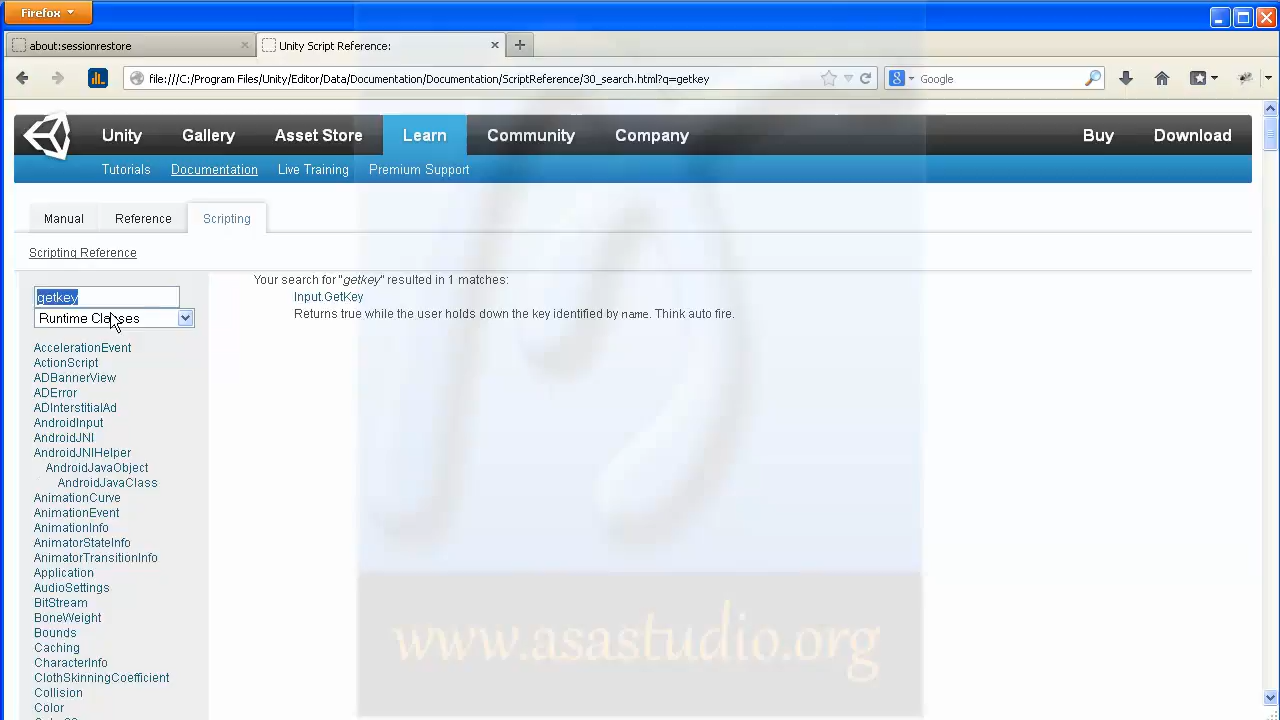 Firefox
about:sessionrestore
Unity Script Reference:
file:///C:/Program Files/Unity/Editor/Data/Documentation/Documentation/ScriptReference/30_search.html?q=getkey
Google
Unity Gallery Asset Store Learn Community Company Buy Download
Tutorials Documentation Live Training Premium Support
Manual Reference Scripting
Scripting Reference
getkey
Runtime Classes
Your search for "getkey" resulted in 1 matches:
Input.GetKey
Returns true while the user holds down the key identified by name. Think auto fire.
AccelerationEvent
ActionScript
ADBannerView
ADError
ADInterstitialAd
AndroidInput
AndroidJNI
AndroidJNIHelper
AndroidJavaObject
AndroidJavaClass
AnimationCurve
AnimationEvent
AnimationInfo
AnimatorStateInfo
AnimatorTransitionInfo
Application
AudioSettings
BitStream
BoneWeight
Bounds
Caching
CharacterInfo
ClothSkinningCoefficient
Collision
Color
www.asastudio.org